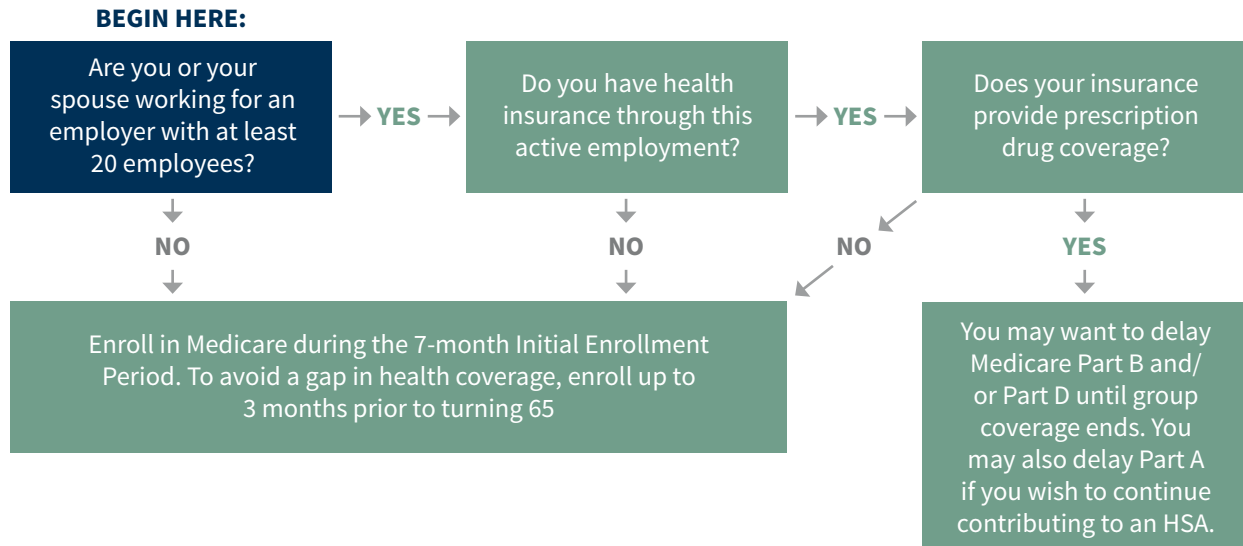 BEGIN HERE:
Are you or your
spouse working for an
employer with at least
20 employees?
YES
Do you have health
insurance through this
active employment?
YES
Does your insurance
provide prescription
drug coverage?
NO
NO
NO
YES
Enroll in Medicare during the 7-month Initial Enrollment
Period. To avoid a gap in health coverage, enroll up to
3 months prior to turning 65
You may want to delay
Medicare Part B and/
or Part D until group
coverage ends. You
may also delay Part A
if you wish to continue
contributing to an HSA.